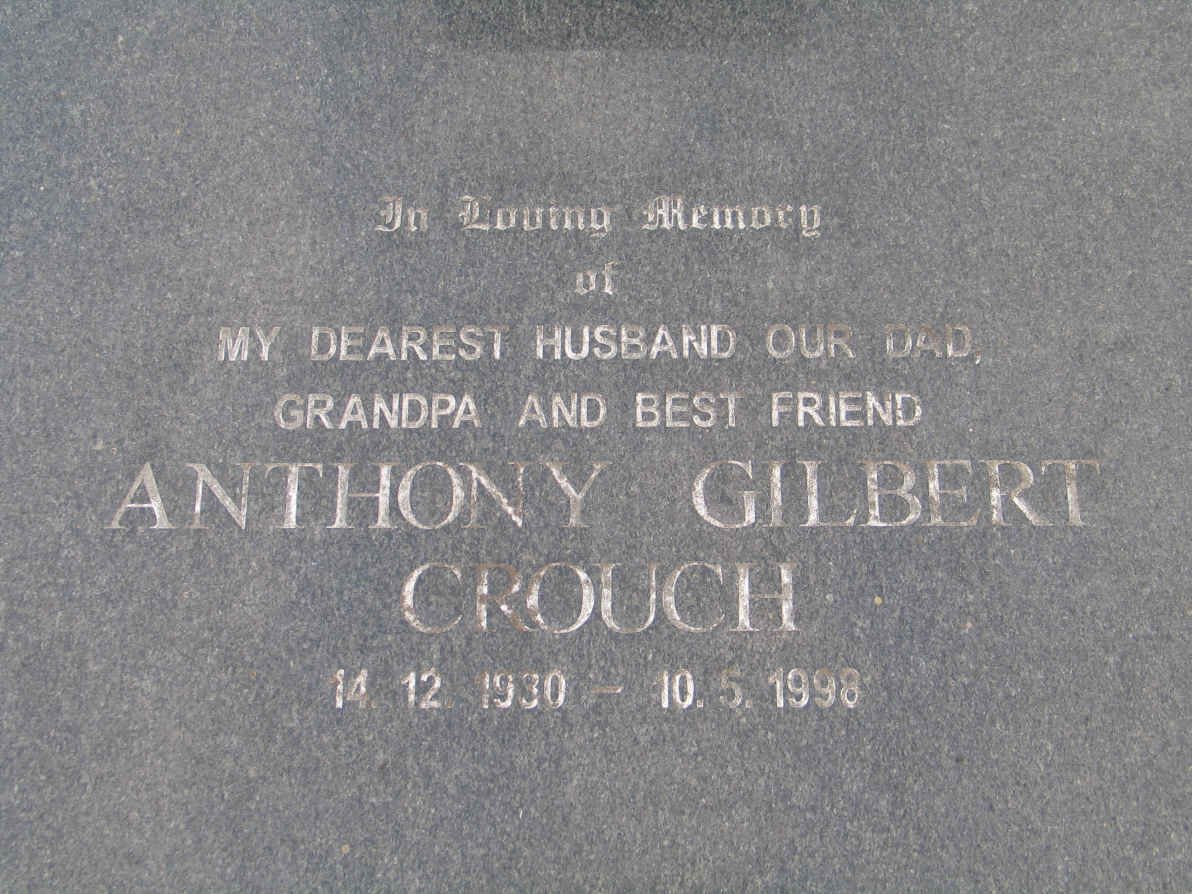 In Loving Memory
of
MY DEAREST HUSBAND OUR DAD,
GRANDPA AND BEST FRIEND
ANTHONY GILBERT
CROUCH
14. 12. 1930 – 10. 5. 1998